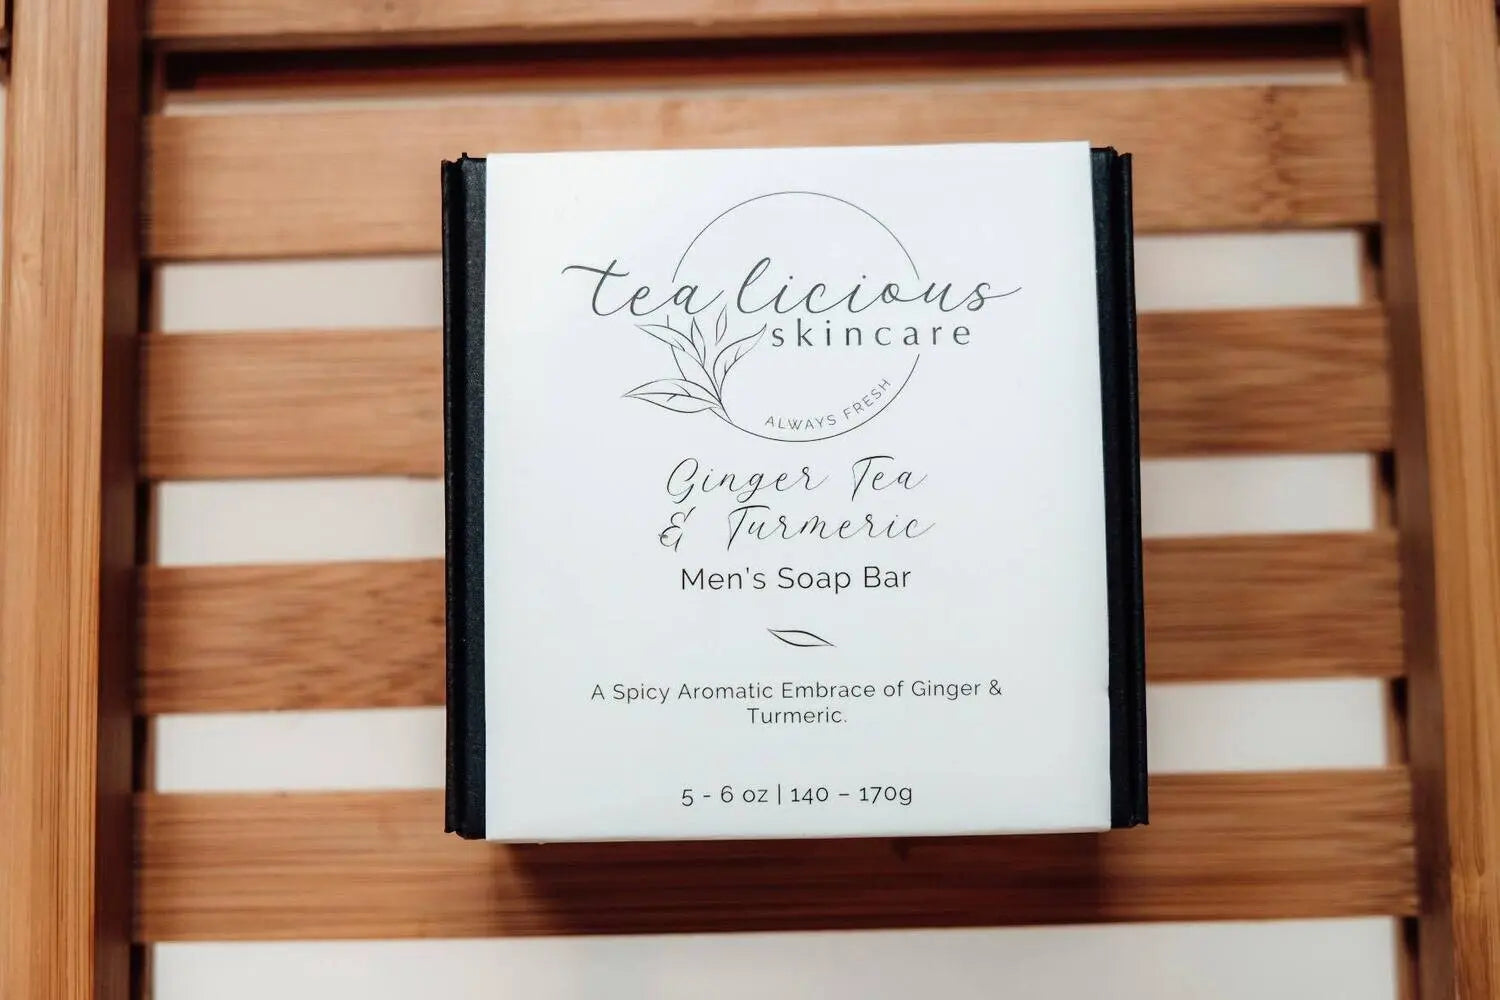 tea licious
skincare
ALWAYS FRESH
Ginger Tea
& Turmeric
Men's Soap Bar
A Spicy Aromatic Embrace of Ginger &
Turmeric.
5 - 6 oz | 140 – 170g